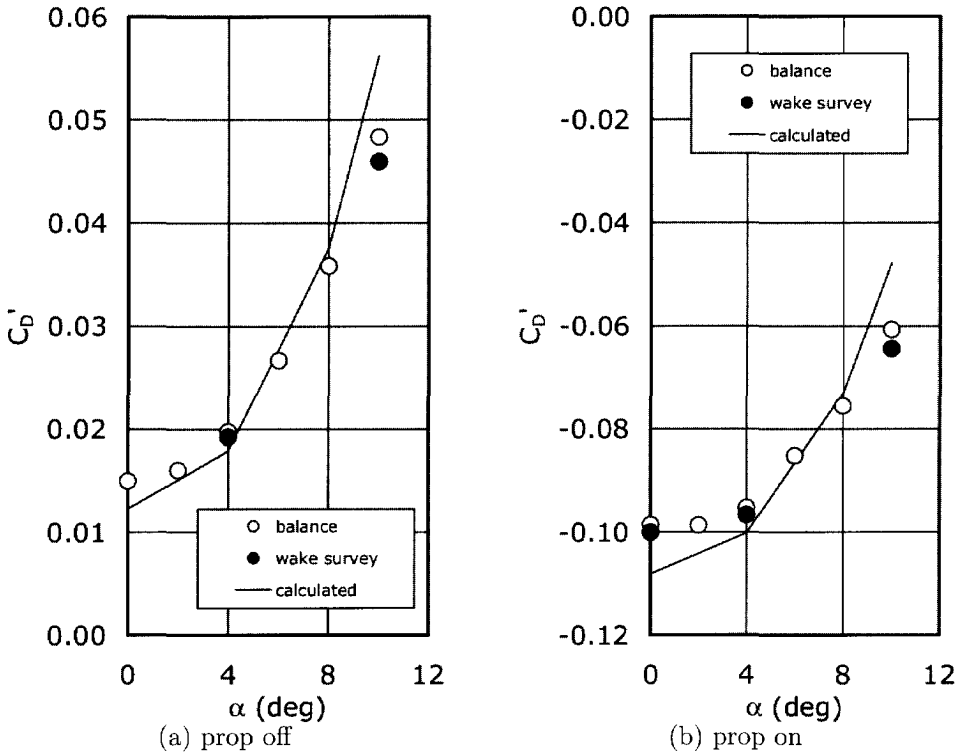 0.06
0.05
0.04
0.03
0.02
0.01
0.00
C_D'
balance
wake survey
calculated
0 4 8 12
α (deg)
(a) prop off
0.00
-0.02
-0.04
-0.06
-0.08
-0.10
-0.12
C_D'
balance
wake survey
calculated
0 4 8 12
α (deg)
(b) prop on